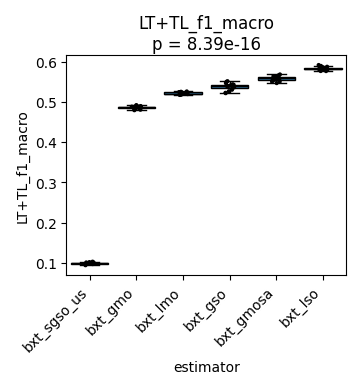 LT+TL_f1_macro
p = 8.39e-16
LT+TL_f1_macro
0.6
0.5
0.4
0.3
0.2
0.1
bxt_sgso_us
bxt_gmo
bxt_lmo
bxt_gso
bxt_gmosa
bxt_lso
estimator